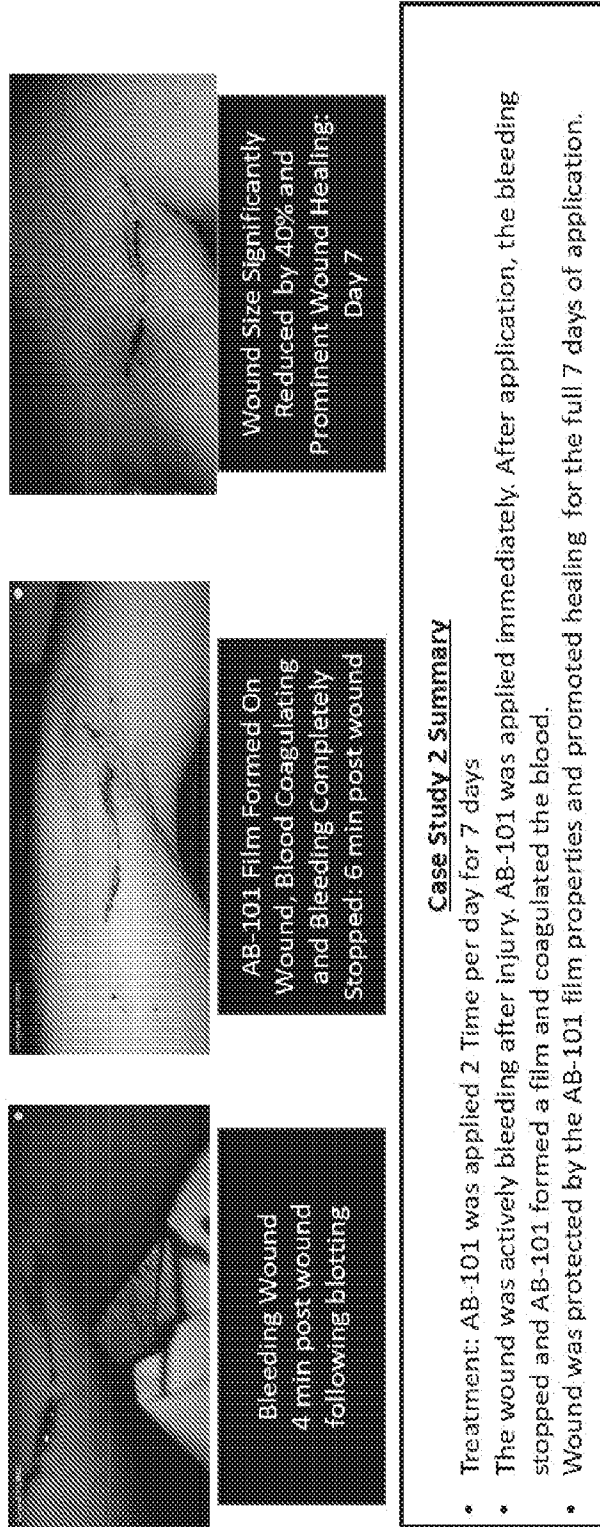 Bleeding Wound
4 min post wound
following blotting
AB-101 Film Formed On
Wound, Blood Coagulating
and Bleeding Completely
Stopped: 6 min post wound
Wound Size Significantly
Reduced by 40% and
Prominent Wound Healing:
Day 7
Case Study 2 Summary
• Treatment: AB-101 was applied 2 Time per day for 7 days
• The wound was actively bleeding after injury. AB-101 was applied immediately. After application, the bleeding
stopped and AB-101 formed a film and coagulated the blood.
• Wound was protected by the AB-101 film properties and promoted healing for the full 7 days of application.